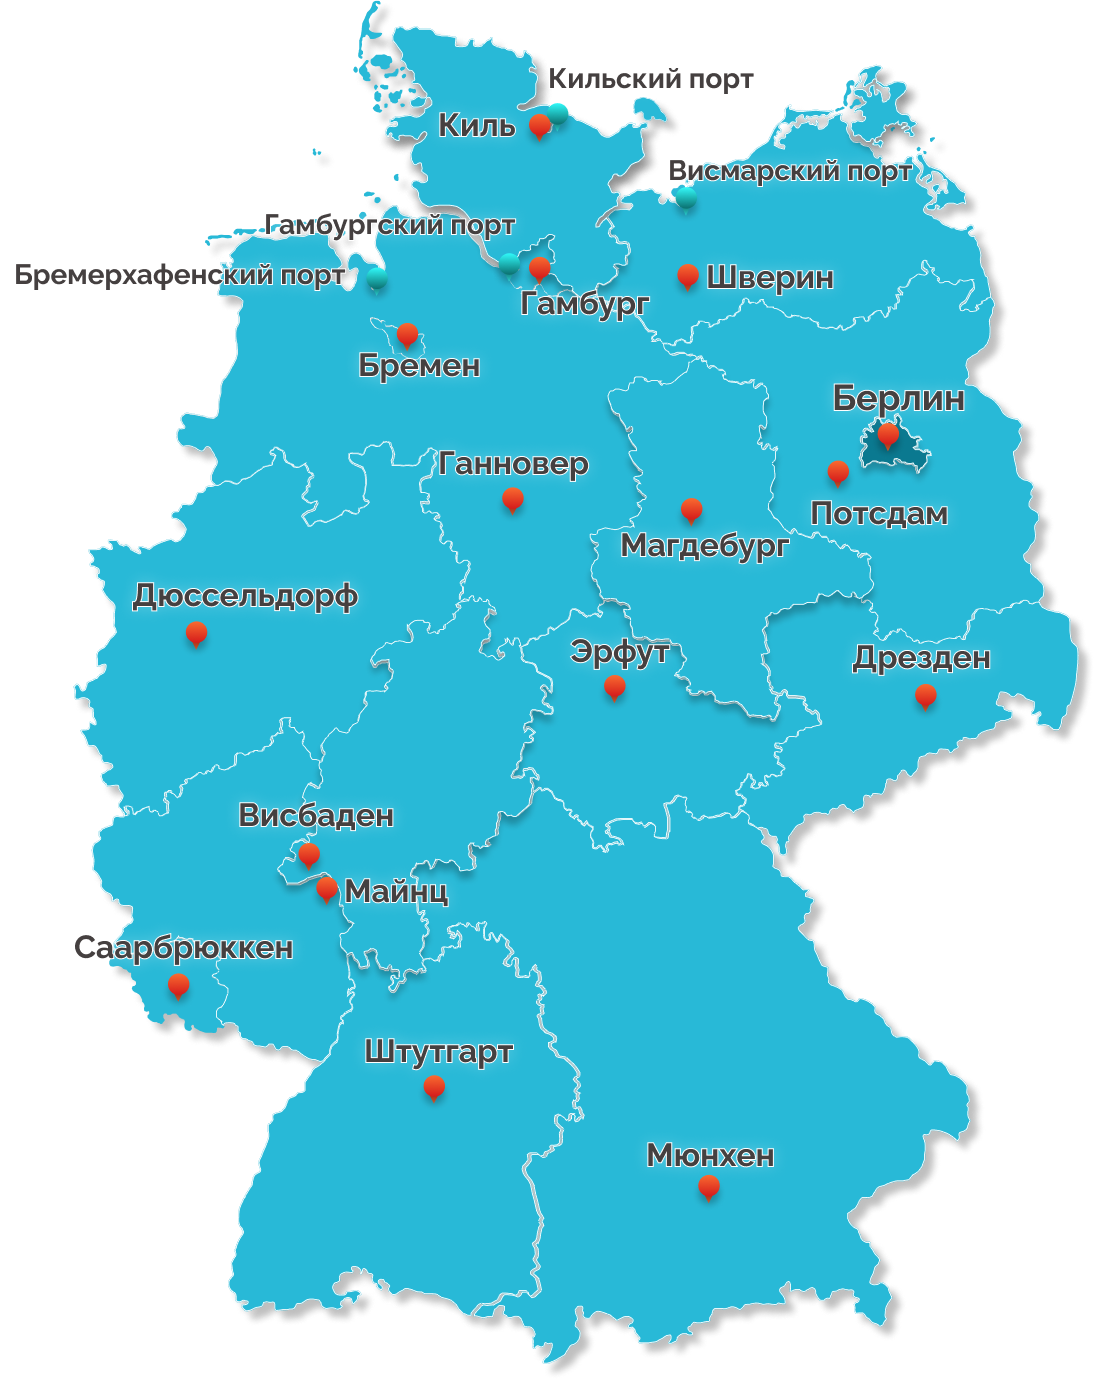 Кильский порт
Киль
Висмарский порт
Гамбургский порт
Бремерхафенский порт
Шверин
Гамбург
Бремен
Берлин
Ганновер
Потсдам
Магдебург
Дюссельдорф
Эрфут
Дрезден
Висбаден
Майнц
Саарбрюккен
Штутгарт
Мюнхен